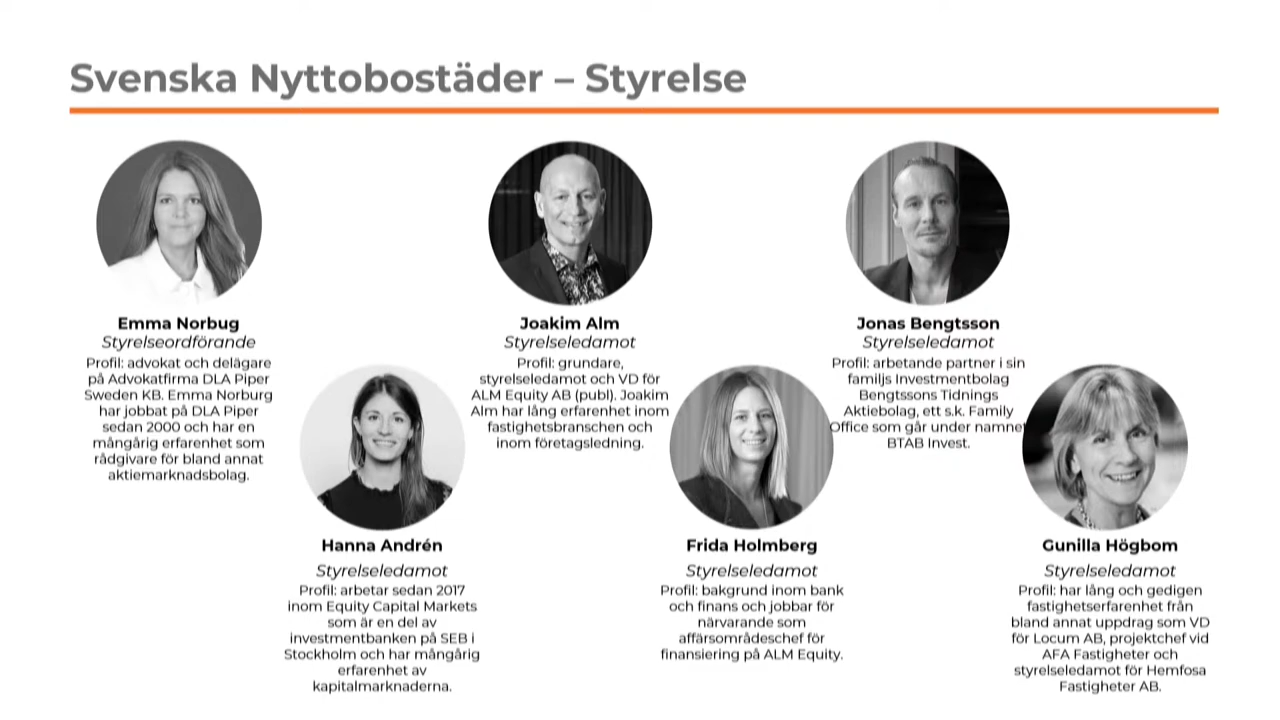 Svenska Nyttobostäder – Styrelse
Emma Norbug
Styrelseordförande
Profil: advokat och delägare
på Advokatfirma DLA Piper
Sweden KB. Emma Norburg
har jobbat på DLA Piper
sedan 2000 och har en
mångårig erfarenhet som
rådgivare för bland annat
aktiemarknadsbolag.
Hanna Andrén
Styrelseledamot
Profil: arbetar sedan 2017
inom Equity Capital Markets
som är en del av
investmentbanken på SEB i
Stockholm och har mångårig
erfarenhet av
kapitalmarknaderna.
Joakim Alm
Styrelseledamot
Profil: grundare,
styrelseledamot och VD för
ALM Equity AB (publ). Joakim
Alm har lång erfarenhet inom
fastighetsbranschen och
inom företagsledning.
Frida Holmberg
Styrelseledamot
Profil: bakgrund inom bank
och finans och jobbar för
närvarande som
affärsområdeschef för
finansiering på ALM Equity.
Jonas Bengtsson
Styrelseledamot
Profil: arbetande partner i sin
familjs Investmentbolag
Bengtssons Tidnings
Aktiebolag, ett s.k. Family
Office som går under namnet
BTAB Invest.
Gunilla Högbom
Styrelseledamot
Profil: har lång och gedigen
fastighetserfarenhet från
bland annat uppdrag som VD
för Locum AB, projektchef vid
AFA Fastigheter och
styrelseledamot för Hemfosa
Fastigheter AB.